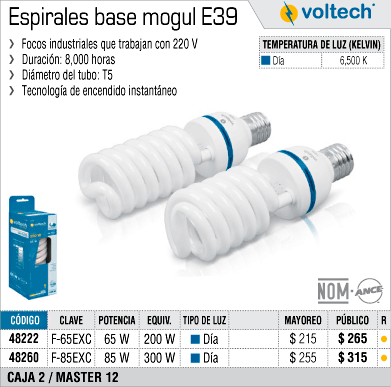 Espirales base mogul E39
voltech
Focos industriales que trabajan con 220 V
Duración: 8,000 horas
Diámetro del tubo: T5
Tecnología de encendido instantáneo
TEMPERATURA DE LUZ (KELVIN)
Día 6,500 K
voltech
NOM-ANCE
CÓDIGO CLAVE POTENCIA EQUIV. TIPO DE LUZ MAYOREO PÚBLICO R
48222 F-65EXC 65 W 200 W Día $ 215 $ 265
48260 F-85EXC 85 W 300 W Día $ 255 $ 315
CAJA 2 / MASTER 12